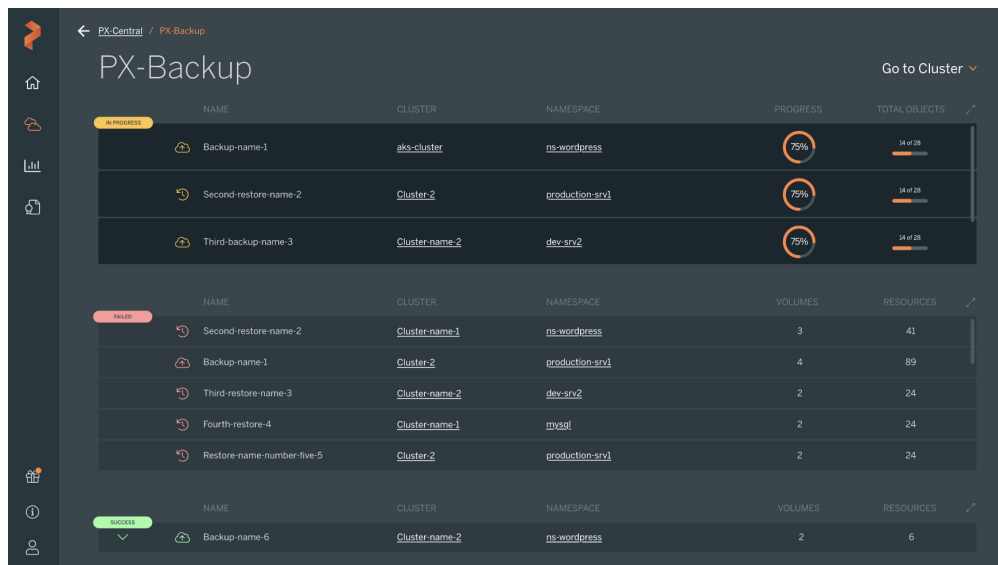 PX-Central / PX-Backup
PX-Backup
Go to Cluster
NAME CLUSTER NAMESPACE PROGRESS TOTAL OBJECTS
IN PROGRESS
Backup-name-1 aks-cluster ns-wordpress 75% 14 of 28
Second-restore-name-2 Cluster-2 production-srv1 75% 14 of 28
Third-backup-name-3 Cluster-name-2 dev-srv2 75% 14 of 28
NAME CLUSTER NAMESPACE VOLUMES RESOURCES
FAILED
Second-restore-name-2 Cluster-name-1 ns-wordpress 3 41
Backup-name-1 Cluster-2 production-srv1 4 89
Third-restore-name-3 Cluster-name-2 dev-srv2 2 24
Fourth-restore-4 Cluster-name-1 mysql 2 24
Restore-name-number-five-5 Cluster-2 production-srv1 2 24
NAME CLUSTER NAMESPACE VOLUMES RESOURCES
SUCCESS
Backup-name-6 Cluster-name-2 ns-wordpress 2 6